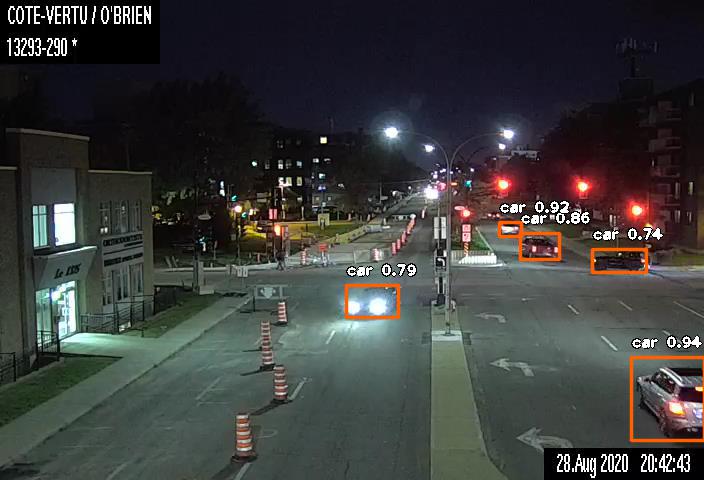 COTE-VERTU / O'BRIEN
13293-290 *
car 0.92
car 0.86
car 0.74
car 0.79
car 0.94
Le
28.Aug 2020 20:42:43